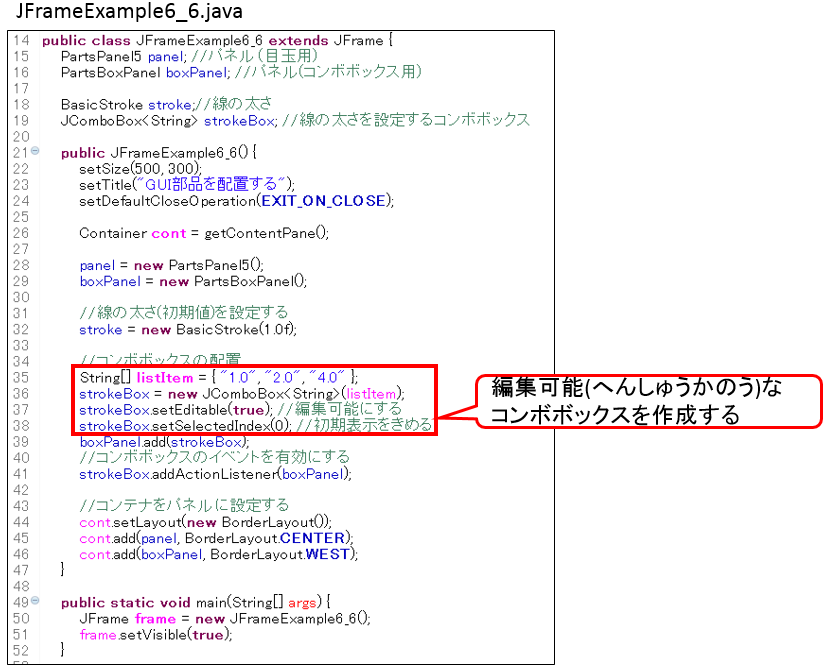 JFrameExample6_6.java
14 public class JFrameExample6_6 extends JFrame {
15 PartsPanel5 panel; //パネル（目玉用）
16 PartsBoxPanel boxPanel; //パネル(コンボボックス用)
17
18 BasicStroke stroke;//線の太さ
19 JComboBox<String> strokeBox; //線の太さを設定するコンボボックス
20
21 public JFrameExample6_6() {
22 setSize(500, 300);
23 setTitle("GUI部品を配置する");
24 setDefaultCloseOperation(EXIT_ON_CLOSE);
25
26 Container cont = getContentPane();
27
28 panel = new PartsPanel5();
29 boxPanel = new PartsBoxPanel();
30
31 //線の太さ(初期値)を設定する
32 stroke = new BasicStroke(1.0f);
33
34 //コンボボックスの配置
35 String[] listItem = { "1.0", "2.0", "4.0" };
36 strokeBox = new JComboBox<String>(listItem);
37 strokeBox.setEditable(true); //編集可能にする
38 strokeBox.setSelectedIndex(0); //初期表示をきめる
編集可能(へんしゅうかのう)な
コンボボックスを作成する
39 boxPanel.add(strokeBox);
40 //コンボボックスのイベントを有効にする
41 strokeBox.addActionListener(boxPanel);
42
43 //コンテナをパネルに設定する
44 cont.setLayout(new BorderLayout());
45 cont.add(panel, BorderLayout.CENTER);
46 cont.add(boxPanel, BorderLayout.WEST);
47 }
48
49 public static void main(String[] args) {
50 JFrame frame = new JFrameExample6_6();
51 frame.setVisible(true);
52 }